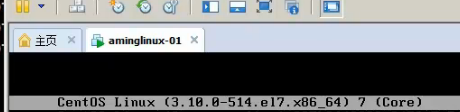 主页 aminglinux-01
CentOS Linux (3.10.0-514.el7.x86_64) 7 (Core)